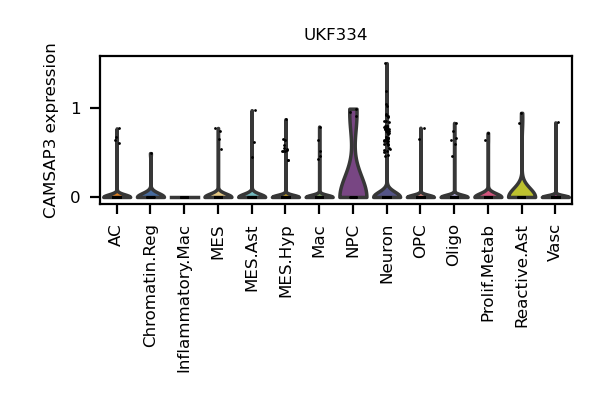 UKF334
CAMSAP3 expression
1
0
AC
Chromatin.Reg
Inflammatory.Mac
MES
MES.Ast
MES.Hyp
Mac
NPC
Neuron
OPC
Oligo
Prolif.Metab
Reactive.Ast
Vasc